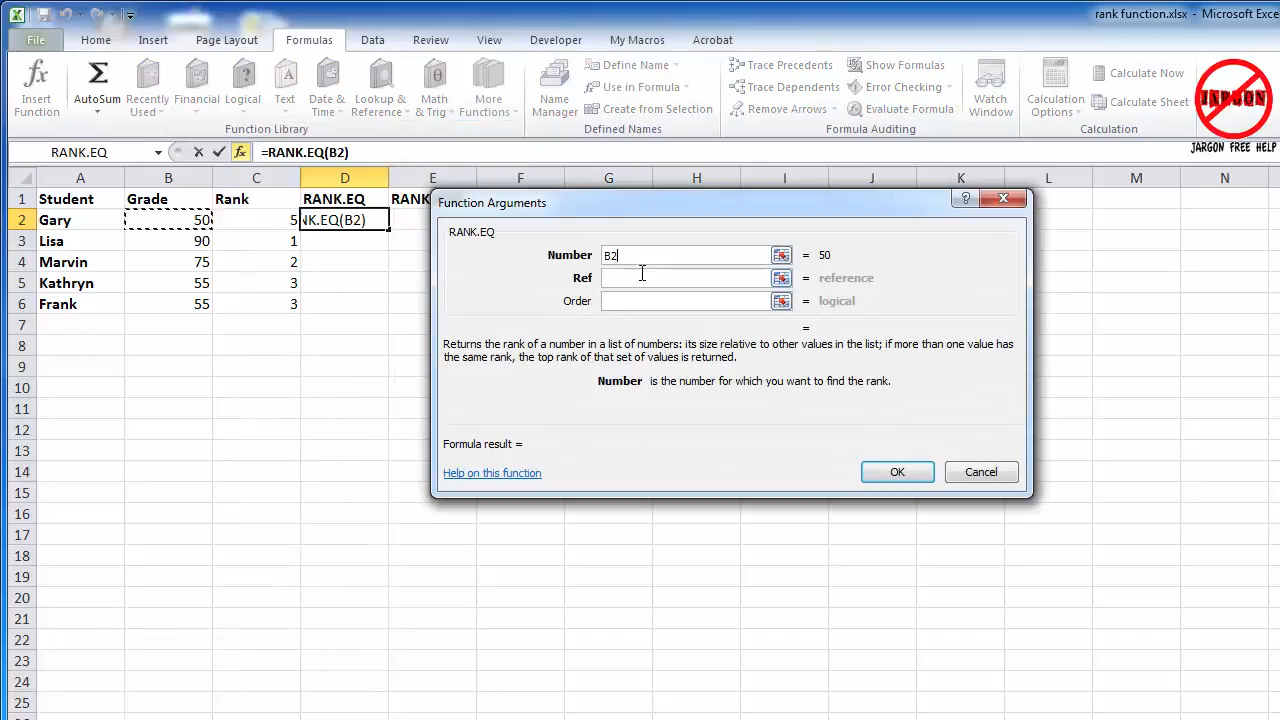 rank function.xlsx - Microsoft Exce
File Home Insert Page Layout Formulas Data Review View Developer My Macros Acrobat
Insert Function
AutoSum
Recently Used
Financial
Logical
Text
Date & Time
Lookup & Reference
Math & Trig
More Functions
Function Library
Name Manager
Define Name
Use in Formula
Create from Selection
Defined Names
Trace Precedents
Trace Dependents
Remove Arrows
Show Formulas
Error Checking
Evaluate Formula
Formula Auditing
Watch Window
Calculation Options
Calculate Now
Calculate Sheet
Calculation
JARGON
JARGON FREE HELP
RANK.EQ =RANK.EQ(B2)
A B C D E F G H I J K L M N
1 Student Grade Rank RANK.EQ RANK
2 Gary 50 5 NK.EQ(B2)
3 Lisa 90 1
4 Marvin 75 2
5 Kathryn 55 3
6 Frank 55 3
7
8
9
10
11
12
13
14
15
16
17
18
19
20
21
22
23
24
25
Function Arguments
RANK.EQ
Number B2 = 50
Ref = reference
Order = logical
=
Returns the rank of a number in a list of numbers: its size relative to other values in the list; if more than one value has
the same rank, the top rank of that set of values is returned.
Number is the number for which you want to find the rank.
Formula result =
Help on this function
OK Cancel